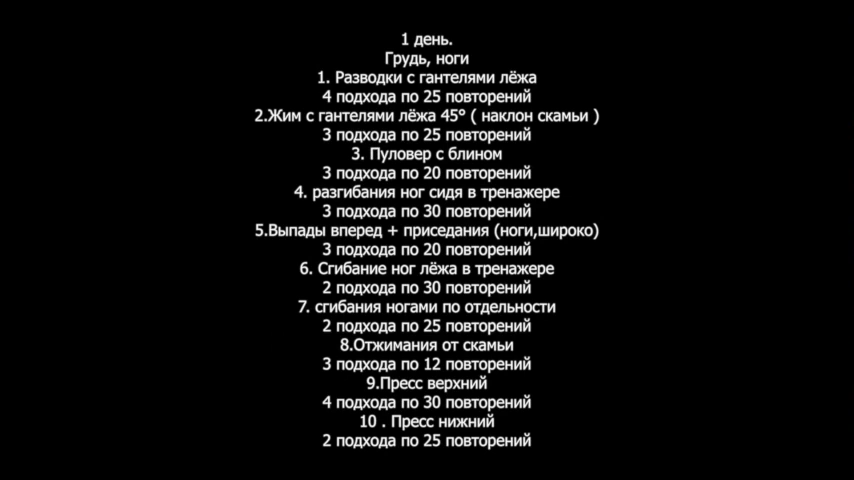 1 день.
Грудь, ноги
1. Разводки с гантелями лёжа
4 подхода по 25 повторений
2.Жим с гантелями лёжа 45° ( наклон скамьи )
3 подхода по 25 повторений
3. Пуловер с блином
3 подхода по 20 повторений
4. разгибания ног сидя в тренажере
3 подхода по 30 повторений
5.Выпады вперед + приседания (ноги,широко)
3 подхода по 20 повторений
6. Сгибание ног лёжа в тренажере
2 подхода по 30 повторений
7. сгибания ногами по отдельности
2 подхода по 25 повторений
8.Отжимания от скамьи
3 подхода по 12 повторений
9.Пресс верхний
4 подхода по 30 повторений
10 . Пресс нижний
2 подхода по 25 повторений